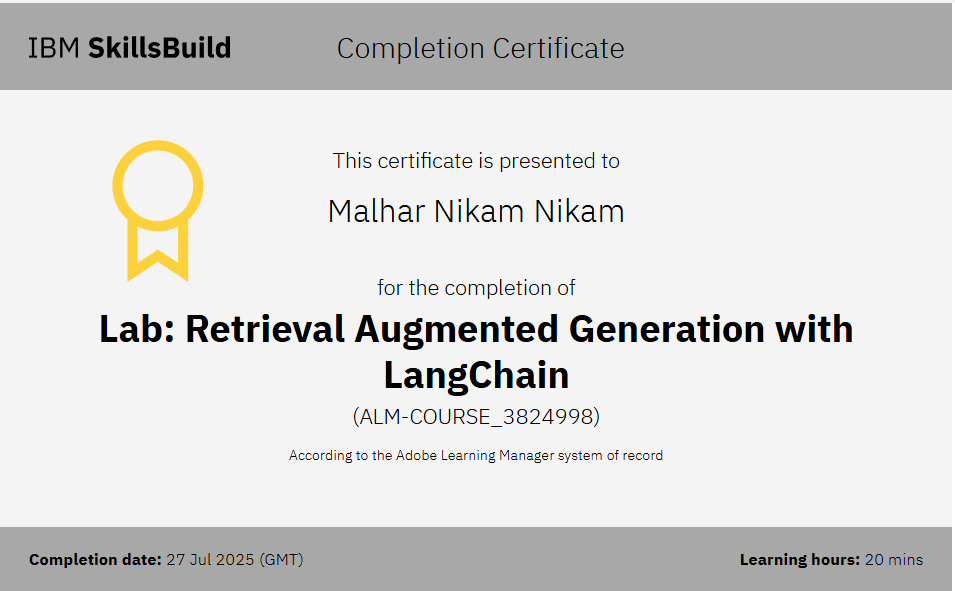 IBM SkillsBuild
Completion Certificate
This certificate is presented to
Malhar Nikam Nikam
for the completion of
Lab: Retrieval Augmented Generation with
LangChain
(ALM-COURSE_3824998)
According to the Adobe Learning Manager system of record
Completion date: 27 Jul 2025 (GMT)
Learning hours: 20 mins